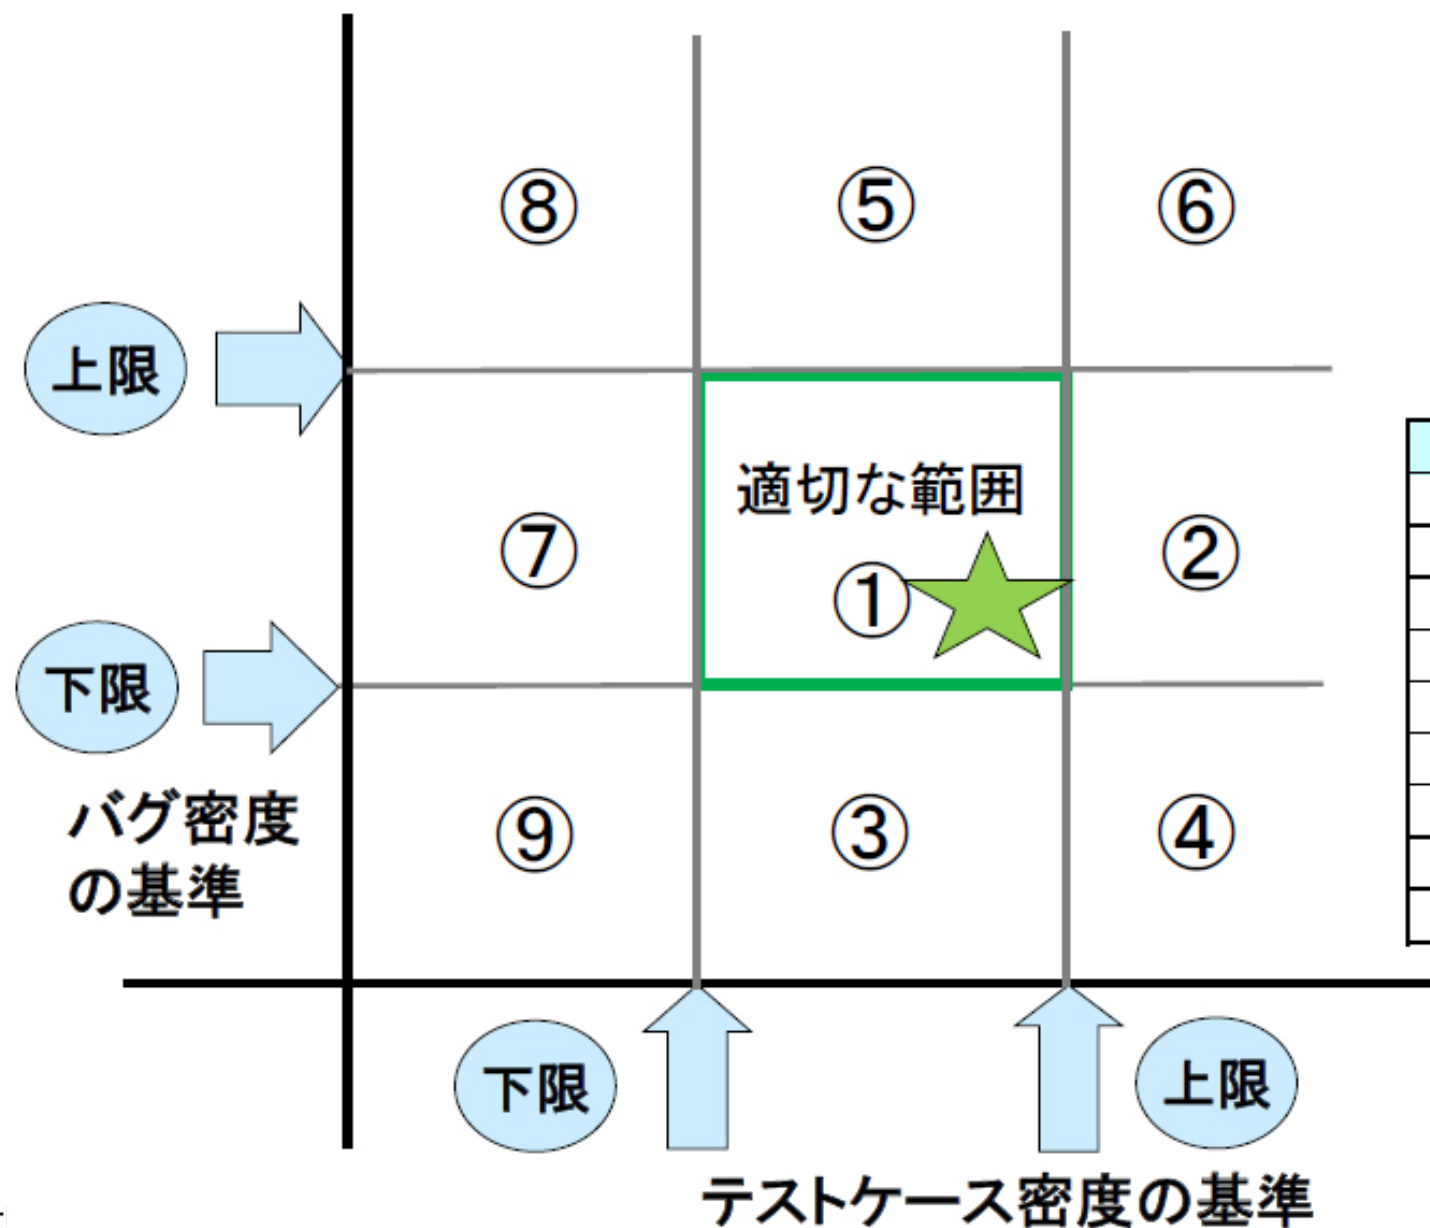 ⑧ ⑤ ⑥
上限
適切な範囲
⑦ ① ②
下限
バグ密度
の基準
⑨ ③ ④
下限 上限
テストケース密度の基準